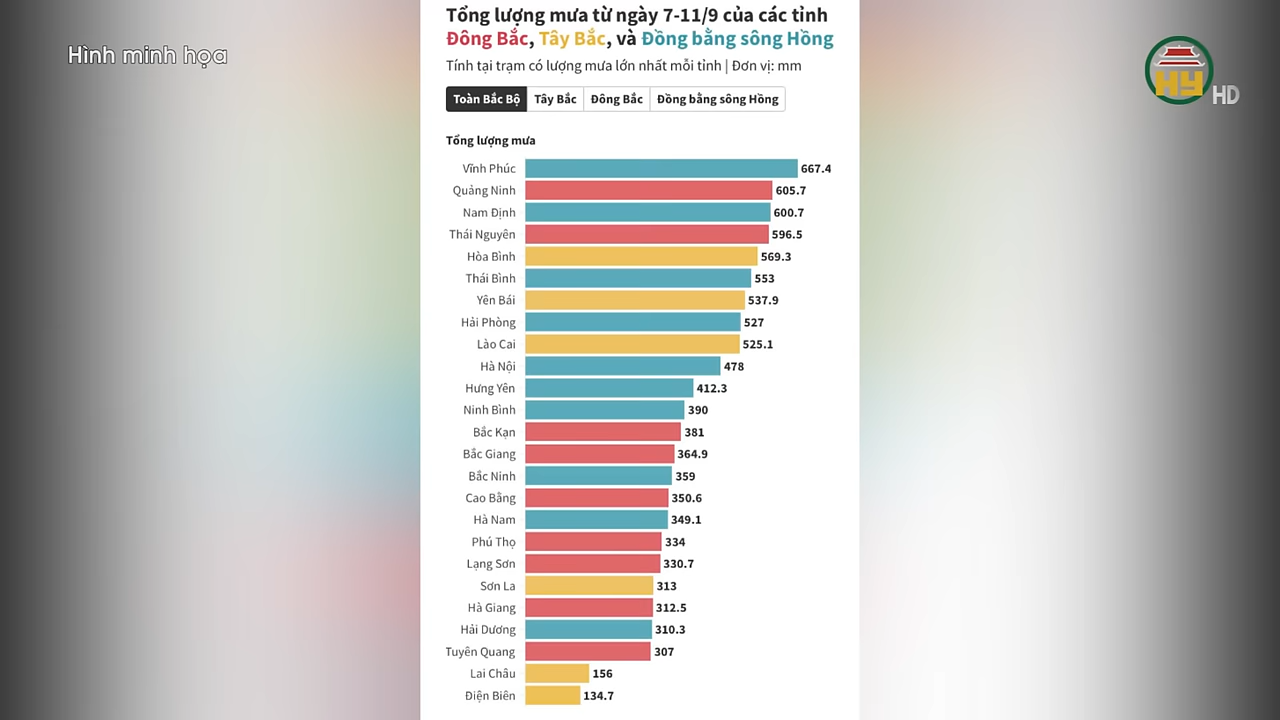 Hình minh họa
HY
HD
Tổng lượng mưa từ ngày 7-11/9 của các tỉnh
Đông Bắc, Tây Bắc, và Đồng bằng sông Hồng
Tính tại trạm có lượng mưa lớn nhất mỗi tỉnh | Đơn vị: mm
Toàn Bắc Bộ Tây Bắc Đông Bắc Đồng bằng sông Hồng
Tổng lượng mưa
Vĩnh Phúc 667.4
Quảng Ninh 605.7
Nam Định 600.7
Thái Nguyên 596.5
Hòa Bình 569.3
Thái Bình 553
Yên Bái 537.9
Hải Phòng 527
Lào Cai 525.1
Hà Nội 478
Hưng Yên 412.3
Ninh Bình 390
Bắc Kạn 381
Bắc Giang 364.9
Bắc Ninh 359
Cao Bằng 350.6
Hà Nam 349.1
Phú Thọ 334
Lạng Sơn 330.7
Sơn La 313
Hà Giang 312.5
Hải Dương 310.3
Tuyên Quang 307
Lai Châu 156
Điện Biên 134.7